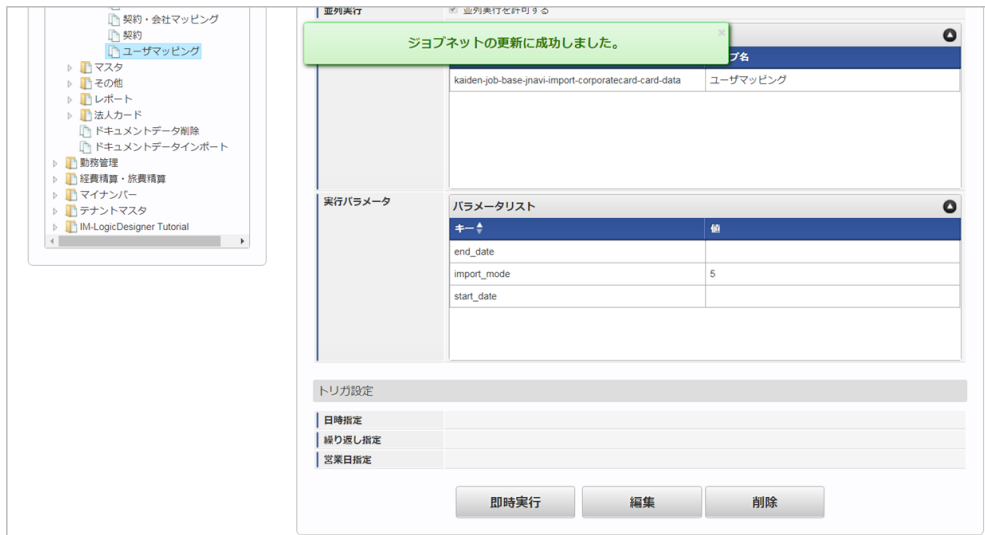 契約・会社マッピング
契約
ユーザマッピング
マスタ
その他
レポート
法人カード
ドキュメントデータ削除
ドキュメントデータインポート
勤務管理
経費精算・旅費精算
マイナンバー
テナントマスタ
IM-LogicDesigner Tutorial
並列実行
並列実行を許可する
ジョブネットの更新に成功しました。
×
ブ名
kaiden-job-base-jnavi-import-corporatecard-card-data ユーザマッピング
実行パラメータ
パラメータリスト
キー 値
end_date
import_mode 5
start_date
トリガ設定
日時指定
繰り返し指定
営業日指定
即時実行 編集 削除